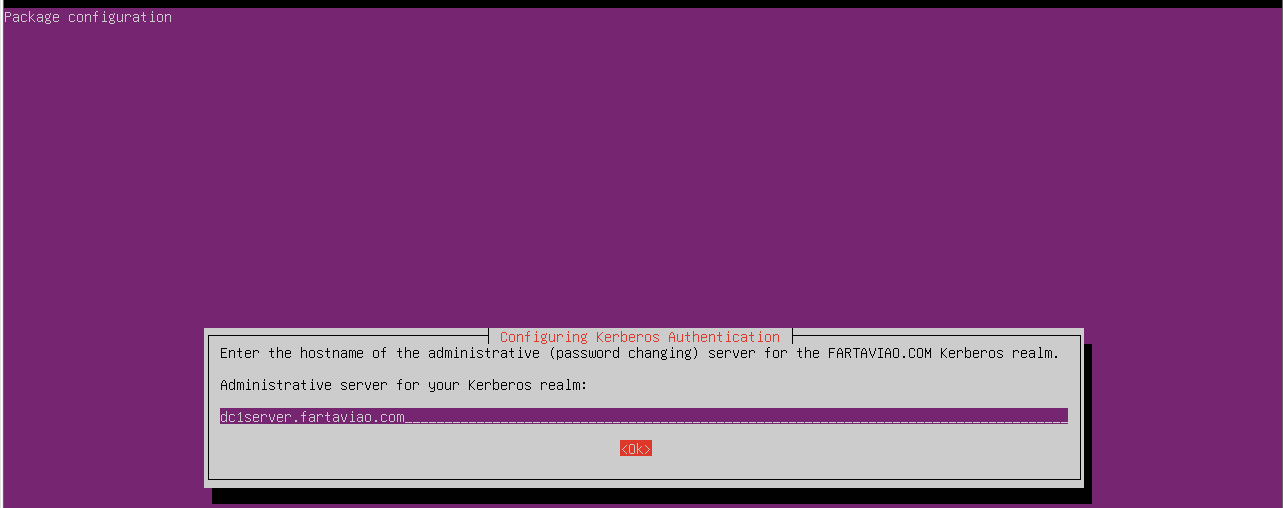 Package configuration
Configuring Kerberos Authentication
Enter the hostname of the administrative (password changing) server for the FARTAVIAO.COM Kerberos realm.
Administrative server for your Kerberos realm:
dc1server.fartaviao.com
<Ok>